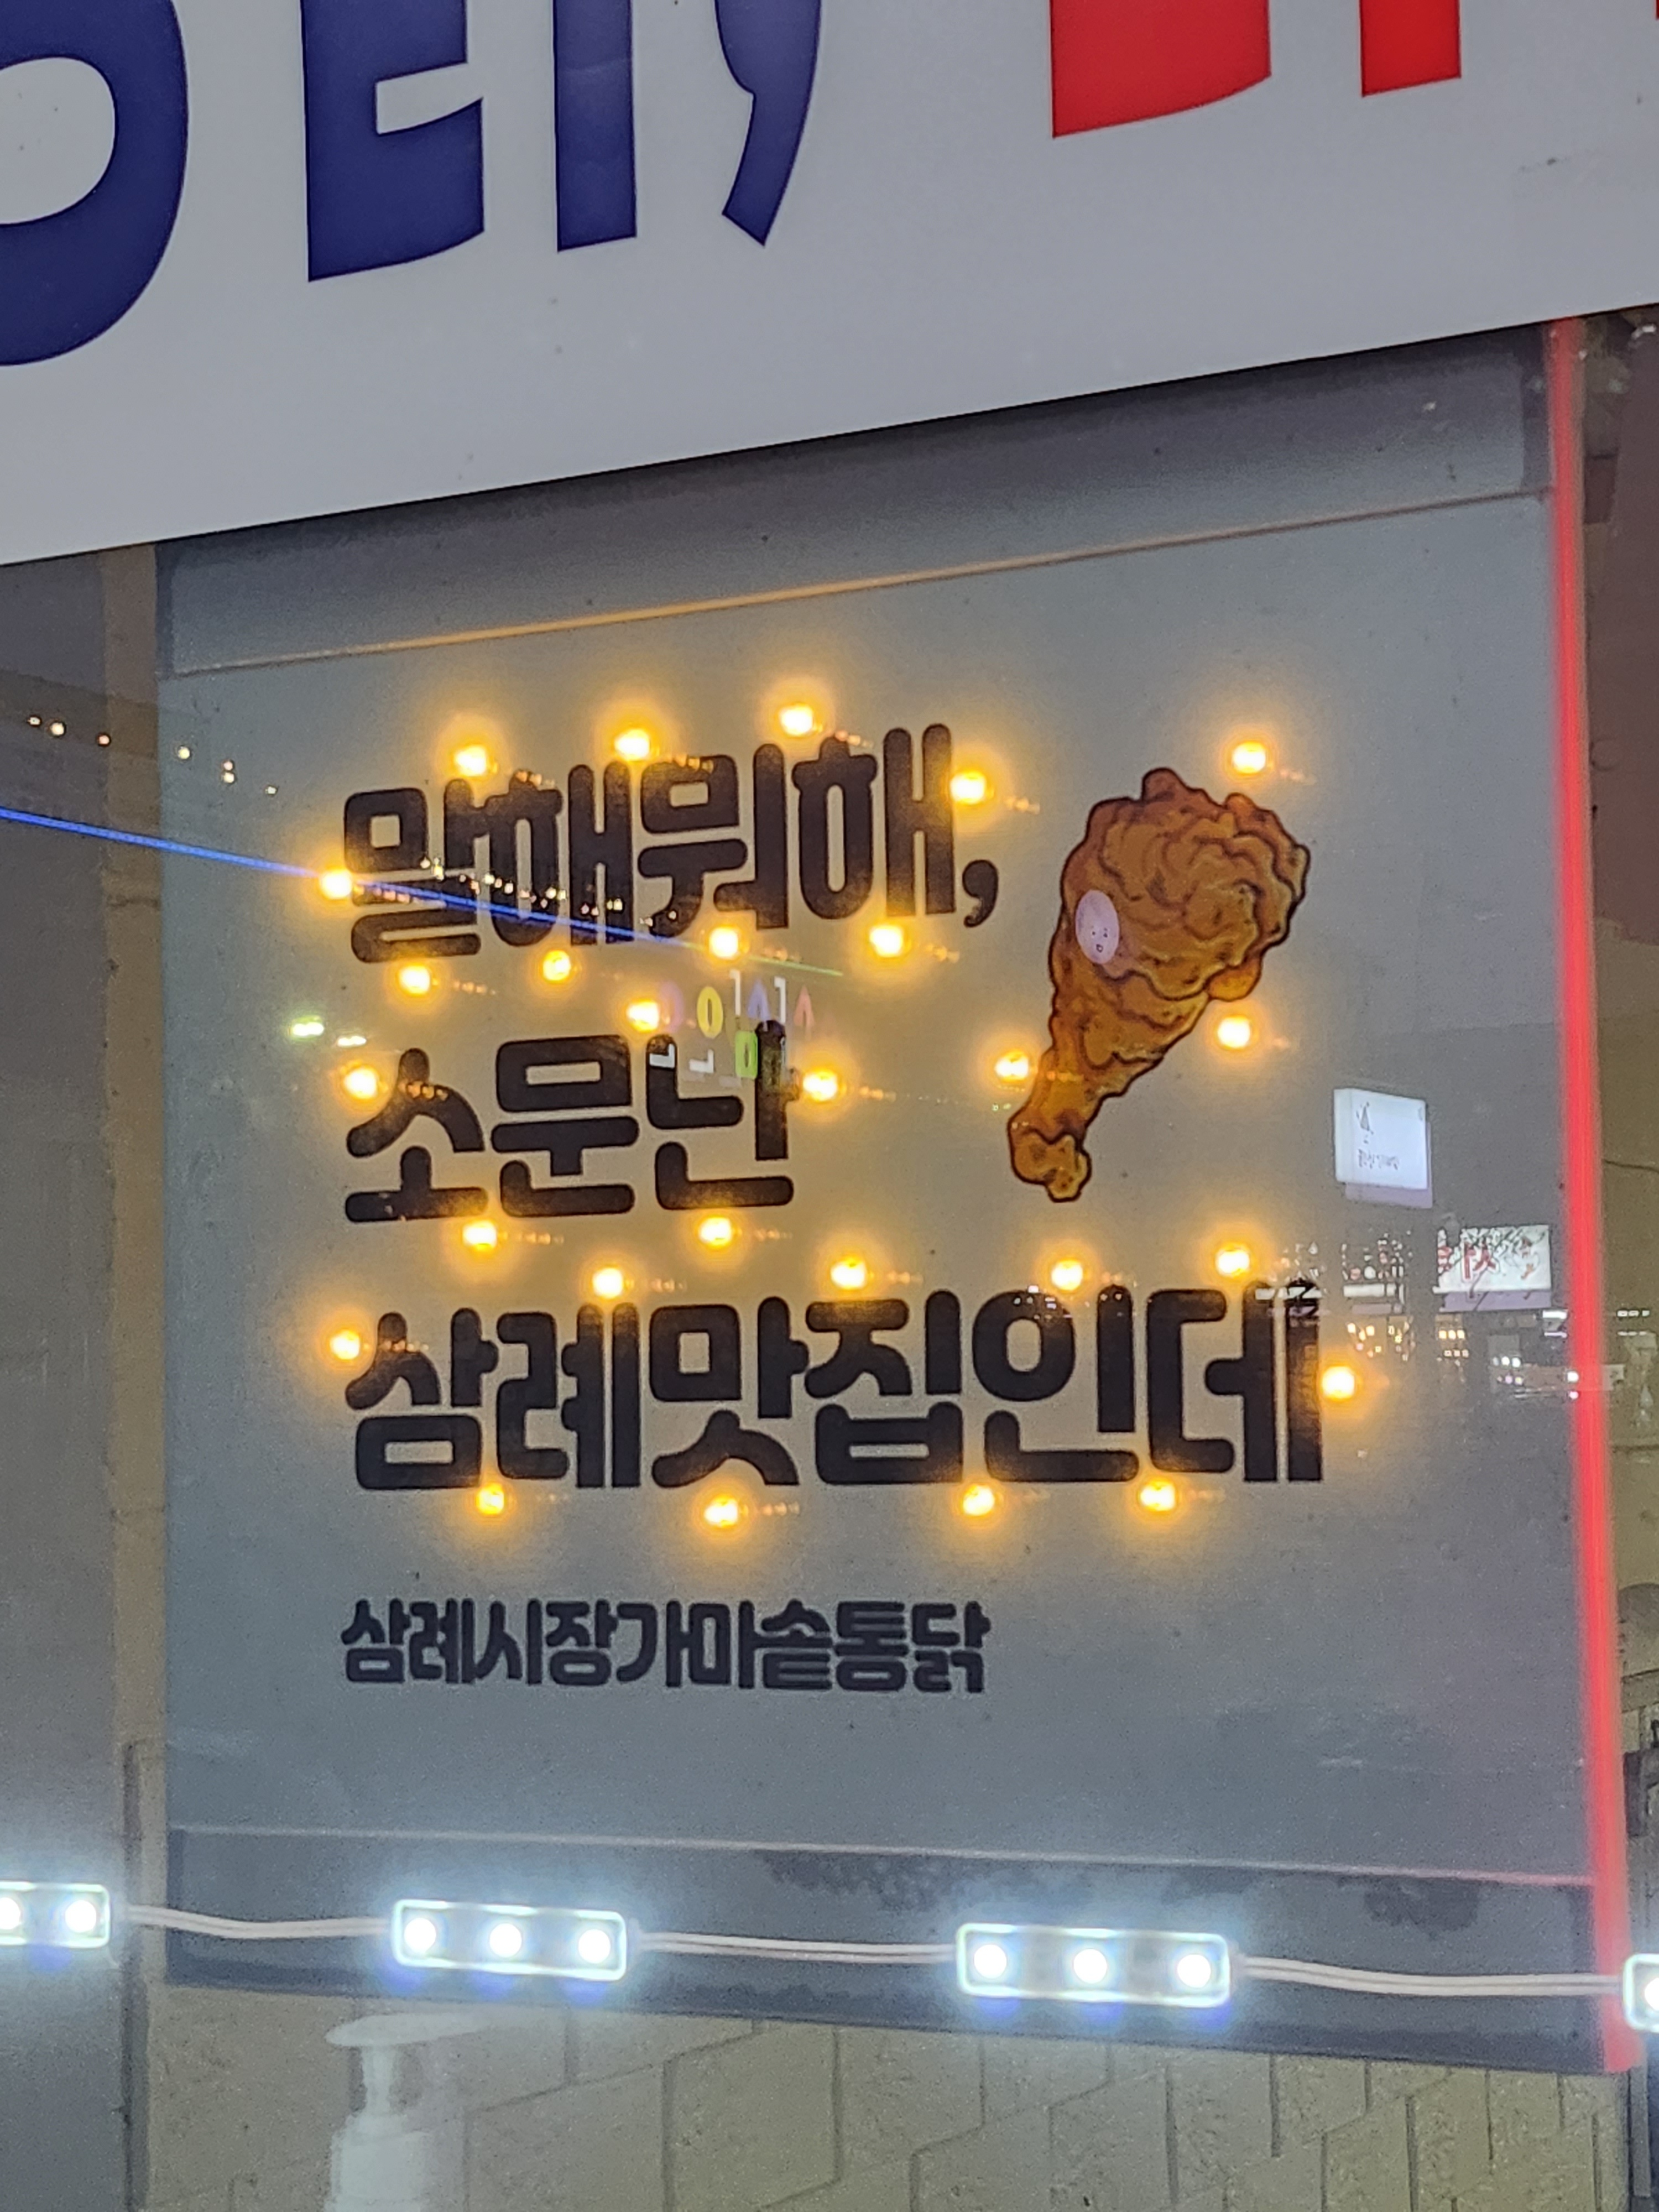 말해뭐해,
소문난
삼례맛집인데
삼례시장가마솥통닭